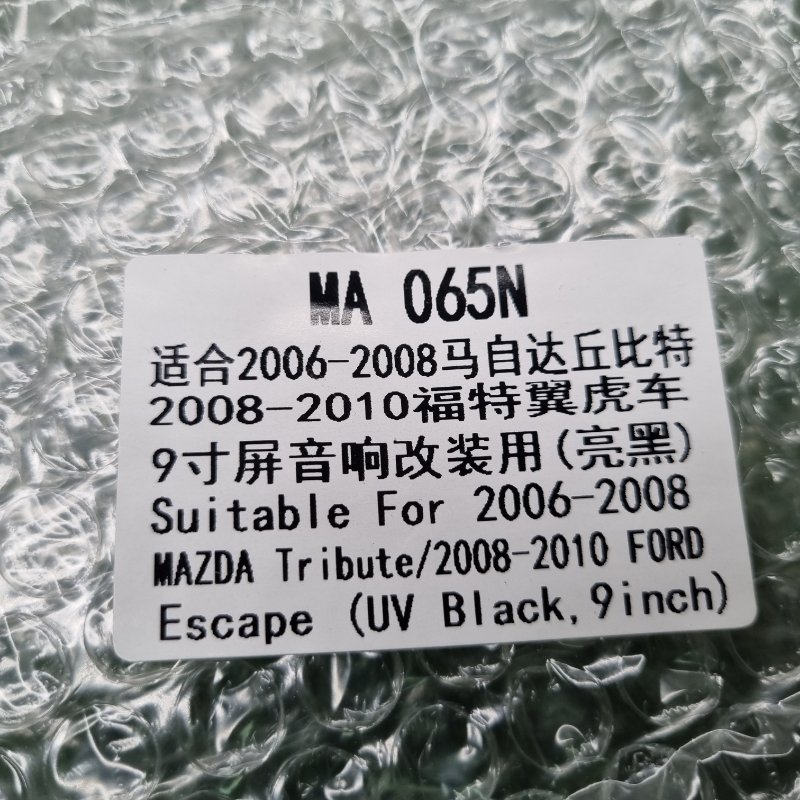 MA 065N
适合2006-2008马自达丘比特
2008-2010福特翼虎车
9寸屏音响改装用(亮黑)
Suitable For 2006-2008
MAZDA Tribute/2008-2010 FORD
Escape (UV Black,9inch)